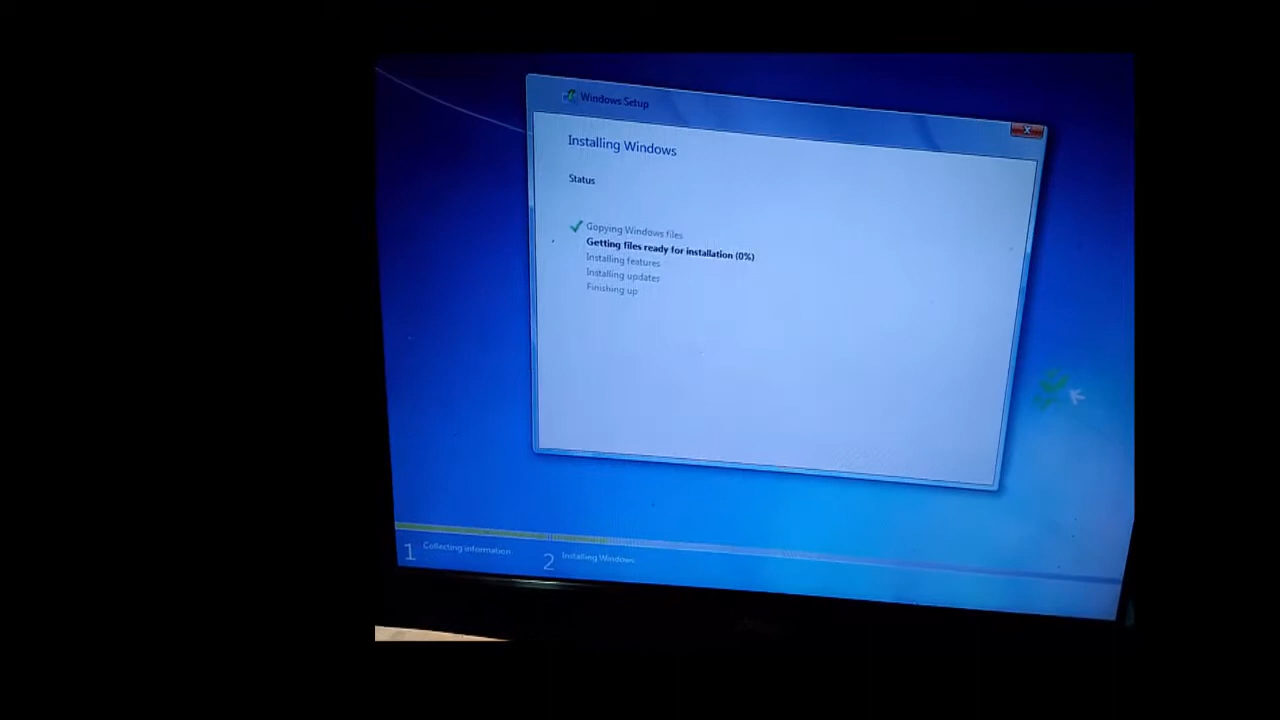 Windows Setup
Installing Windows
Status
Copying Windows files
Getting files ready for installation (0%)
Installing features
Installing updates
Finishing up
1 Collecting information
2 Installing Windows